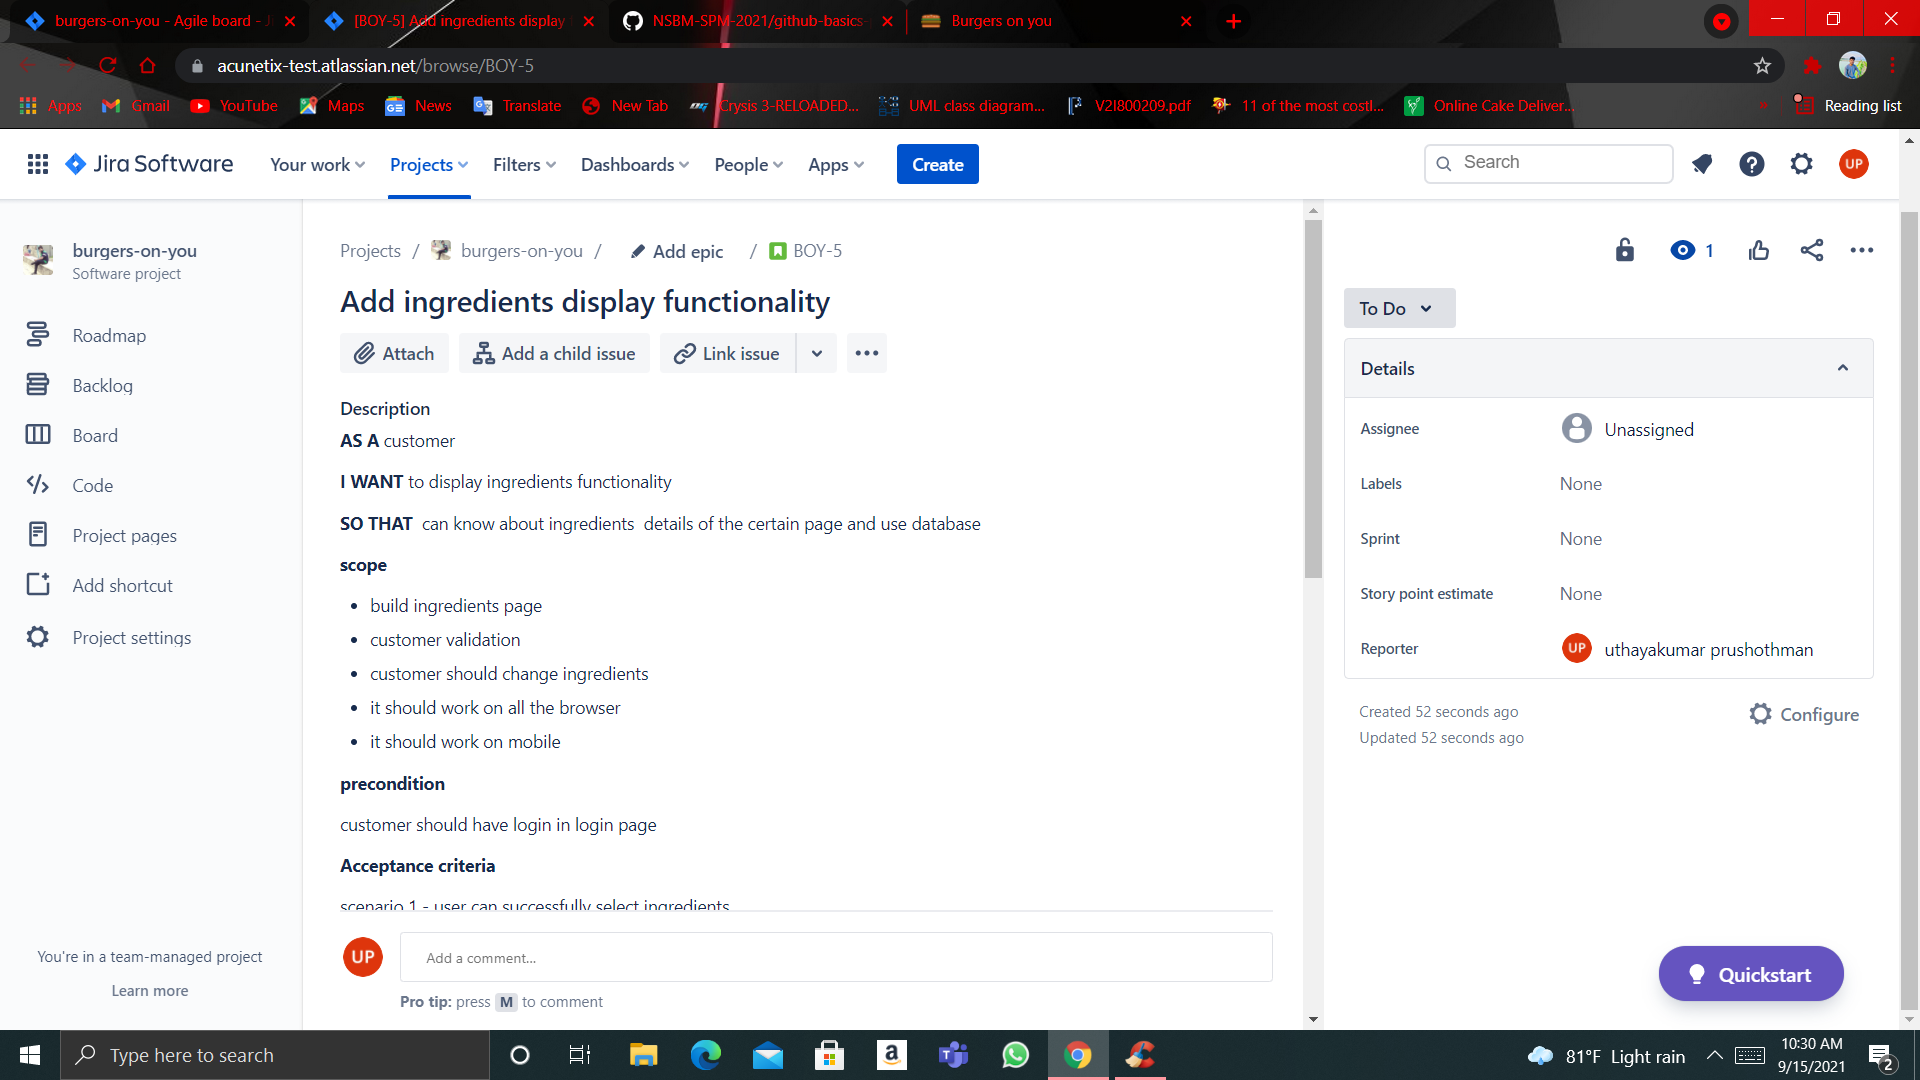 burgers-on-you - Agile board - Ji
[BOY-5] Add ingredients display
NSBM-SPM-2021/github-basics-
Burgers on you
acunetix-test.atlassian.net/browse/BOY-5
Apps
Gmail
YouTube
Maps
News
Translate
New Tab
Crysis 3-RELOADED...
UML class diagram...
V2I800209.pdf
11 of the most costl...
Online Cake Deliver...
Reading list
Jira Software
Your work
Projects
Filters
Dashboards
People
Apps
Create
Search
UP
burgers-on-you
Software project
Roadmap
Backlog
Board
Code
Project pages
Add shortcut
Project settings
You're in a team-managed project
Learn more
Projects / burgers-on-you / Add epic / BOY-5
Add ingredients display functionality
Attach
Add a child issue
Link issue
Description
AS A customer
I WANT to display ingredients functionality
SO THAT can know about ingredients details of the certain page and use database
scope
• build ingredients page
• customer validation
• customer should change ingredients
• it should work on all the browser
• it should work on mobile
precondition
customer should have login in login page
Acceptance criteria
scenario 1 - user can successfully select ingredients
UP
Add a comment...
Pro tip: press M to comment
1
To Do
Details
Assignee
Unassigned
Labels
None
Sprint
None
Story point estimate
None
Reporter
UP
uthayakumar prushothman
Created 52 seconds ago
Updated 52 seconds ago
Configure
Quickstart
Type here to search
81°F Light rain
10:30 AM
9/15/2021
2